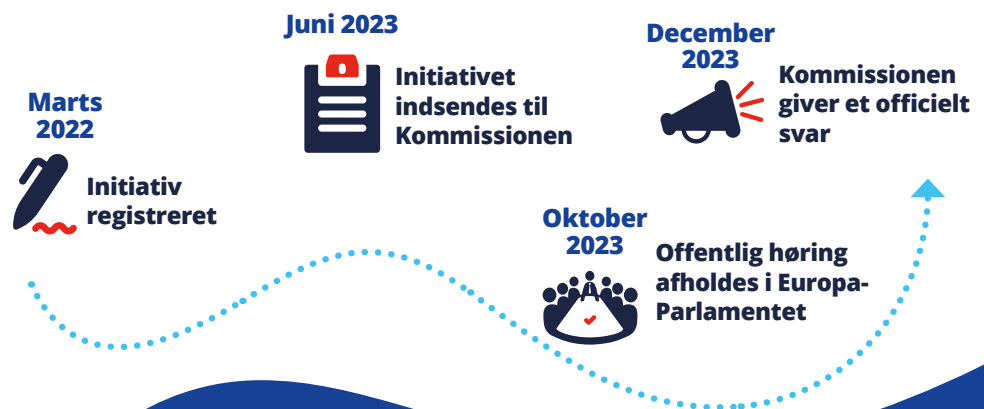 Marts
2022
Initiativ
registreret
Juni 2023
Initiativet
indsendes til
Kommissionen
Oktober
2023
Offentlig høring
afholdes i Europa-
Parlamentet
December
2023
Kommissionen
giver et officielt
svar